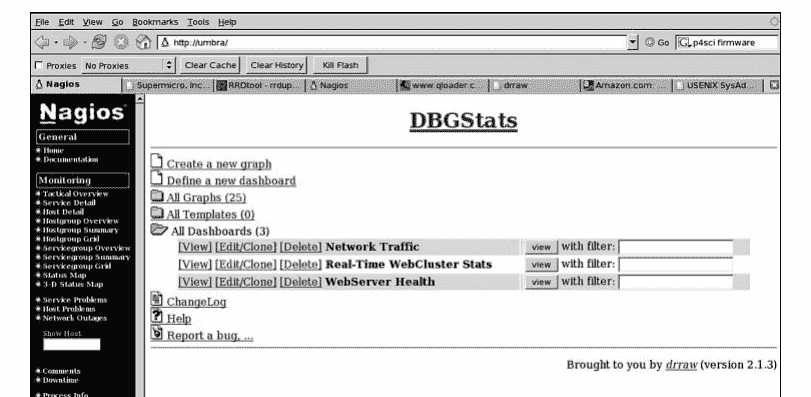 File Edit View Go Bookmarks Tools Help
http://umbra/ Go G p4sci firmware
Proxies No Proxies Clear Cache Clear History Kill Flash
Nagios Supermicro, Inc... RRDtool - rrdup... Nagios www.qloader.c... drraw Amazon.com: ... USENIX SysAd...
Nagios
General
Home
Documentation
Monitoring
Tactical Overview
Service Detail
Host Detail
Hostgroup Overview
Hostgroup Summary
Hostgroup Grid
Servicegroup Overview
Servicegroup Summary
Servicegroup Grid
Status Map
3-D Status Map
Service Problems
Host Problems
Network Outages
Show Host
Comments
Downtime
Process Info
DBGStats
Create a new graph
Define a new dashboard
All Graphs (25)
All Templates (0)
All Dashboards (3)
[View] [Edit/Clone] [Delete] Network Traffic view with filter:
[View] [Edit/Clone] [Delete] Real-Time WebCluster Stats view with filter:
[View] [Edit/Clone] [Delete] WebServer Health view with filter:
ChangeLog
Help
Report a bug, ...
Brought to you by drraw (version 2.1.3)